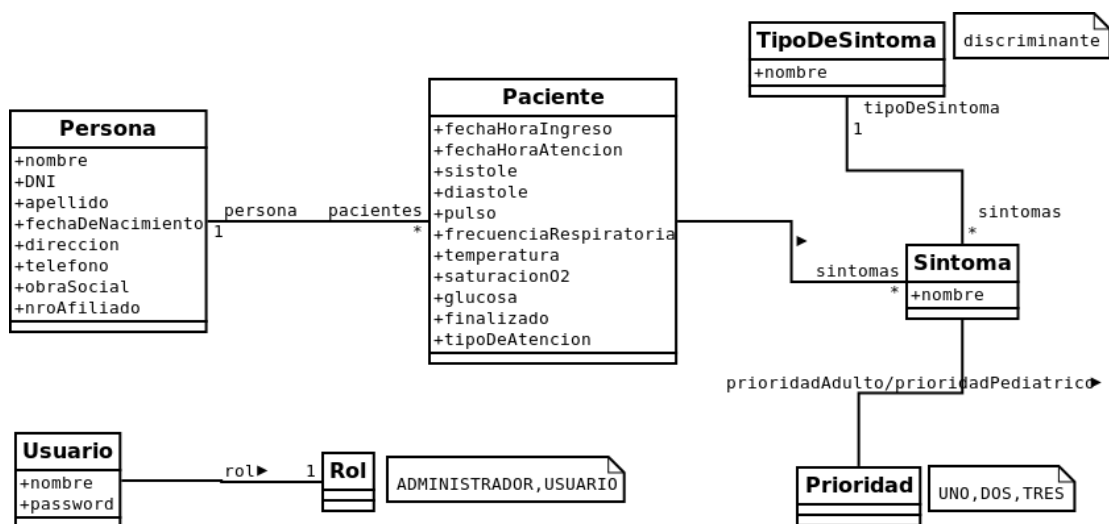 TipoDeSintoma
+nombre
discriminante
tipoDeSintoma
1
sintomas
*
Persona
+nombre
+DNI
+apellido
+fechaDeNacimiento
+direccion
+telefono
+obraSocial
+nroAfiliado
persona
1
pacientes
*
Paciente
+fechaHoraIngreso
+fechaHoraAtencion
+sistole
+diastole
+pulso
+frecuenciaRespiratoria
+temperatura
+saturacionO2
+glucosa
+finalizado
+tipoDeAtencion
sintomas
*
Sintoma
+nombre
prioridadAdulto/prioridadPediatrico
Usuario
+nombre
+password
rol
1
Rol
ADMINISTRADOR,USUARIO
Prioridad
UNO,DOS,TRES